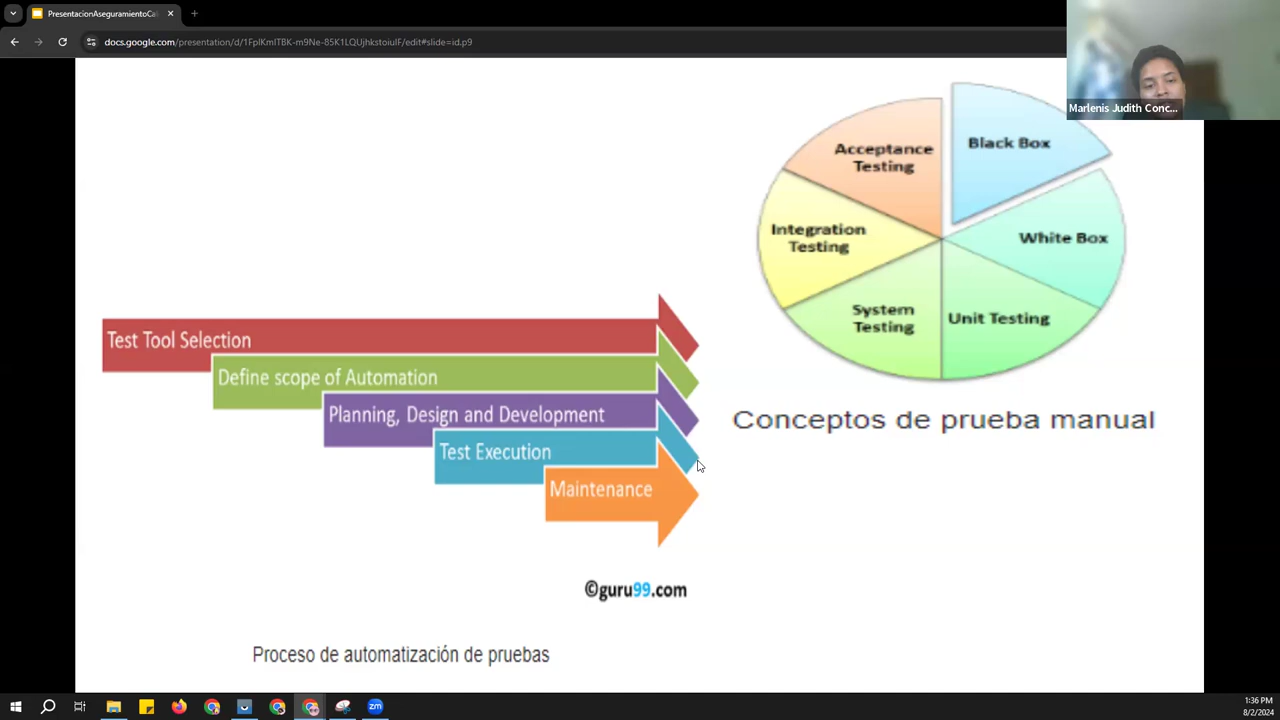 PresentacionAseguramientoCal
docs.google.com/presentation/d/1FplKmITBK-m9Ne-85K1LQUjhkstoiuIF/edit#slide=id.p9
Marlenis Judith Conc...
Acceptance
Testing
Black Box
Integration
Testing
White Box
System
Testing
Unit Testing
Conceptos de prueba manual
Test Tool Selection
Define scope of Automation
Planning, Design and Development
Test Execution
Maintenance
©guru99.com
Proceso de automatización de pruebas
zm
1:36 PM
8/2/2024